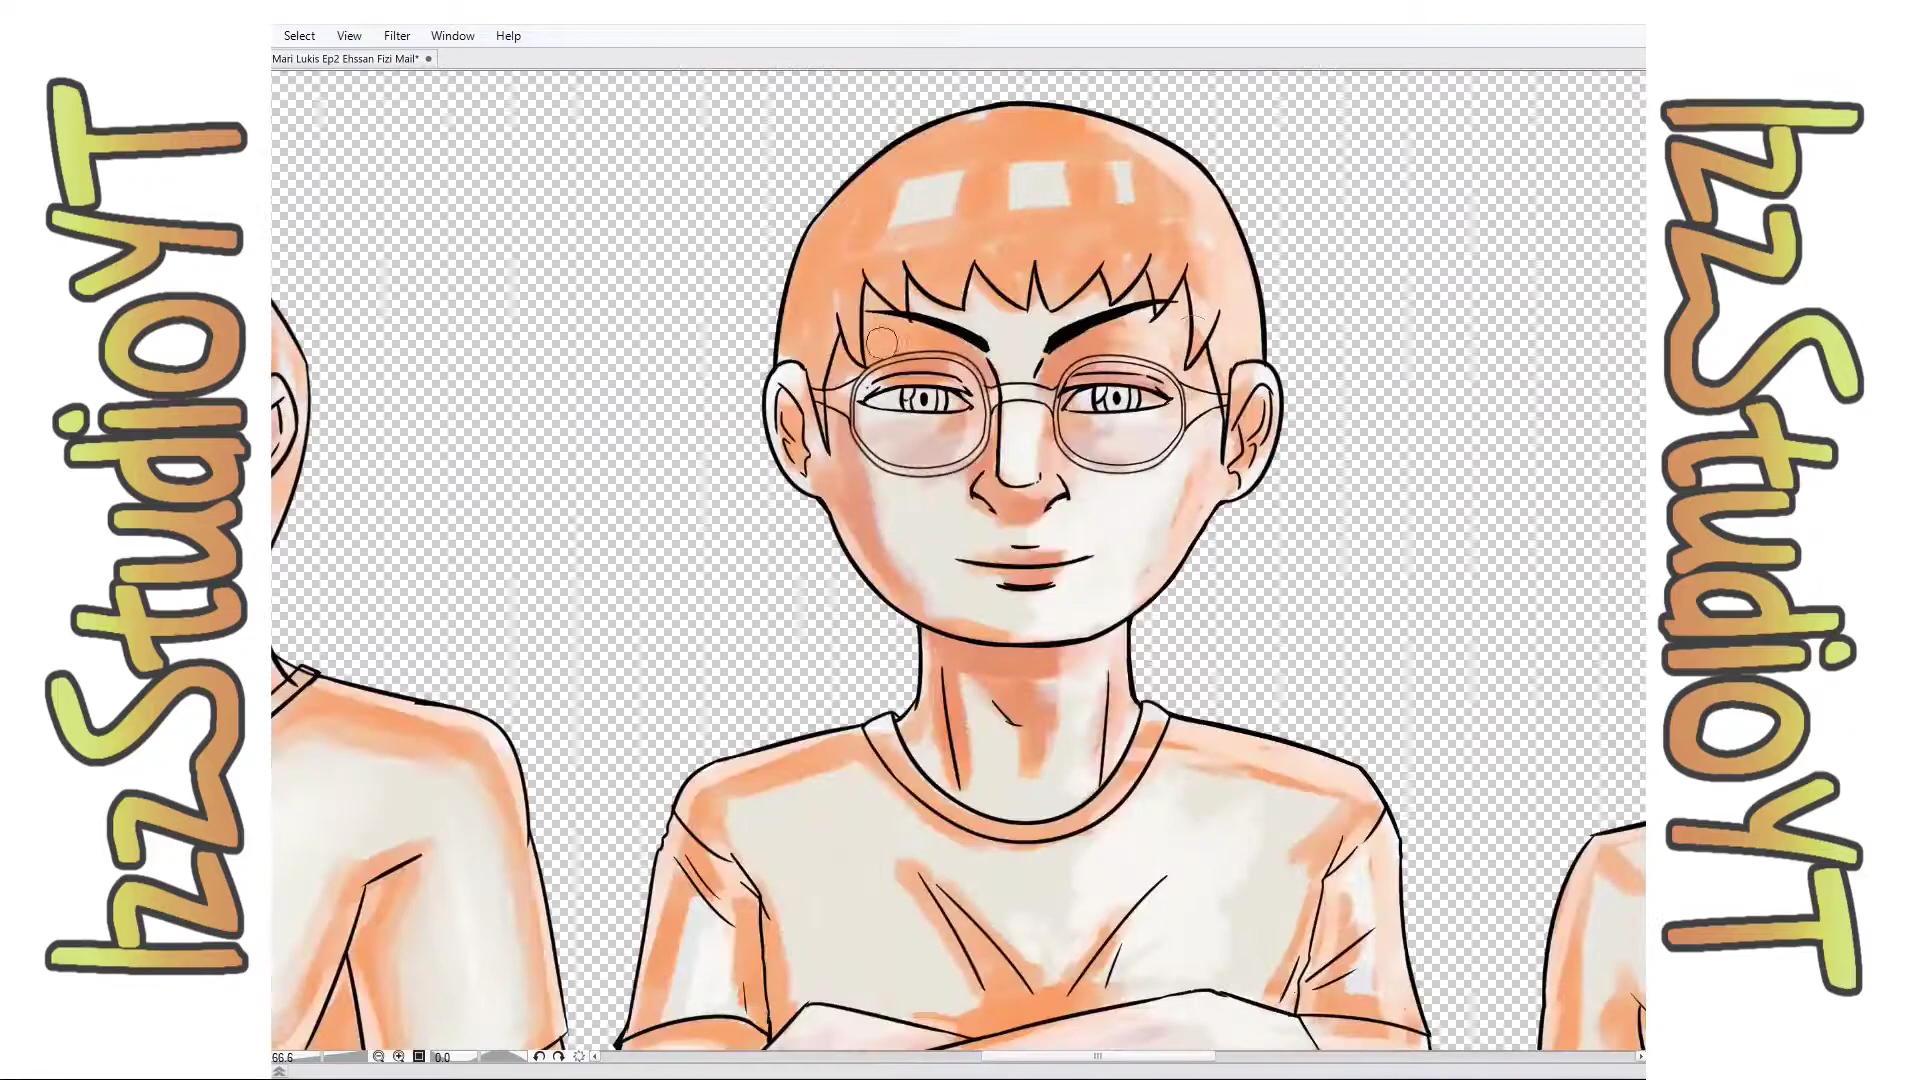 Select View Filter Window Help
Mari Lukis Ep2 Ehssan Fizi Mail*
IzzStudioYT
IzzStudioYT
66.6 0.0